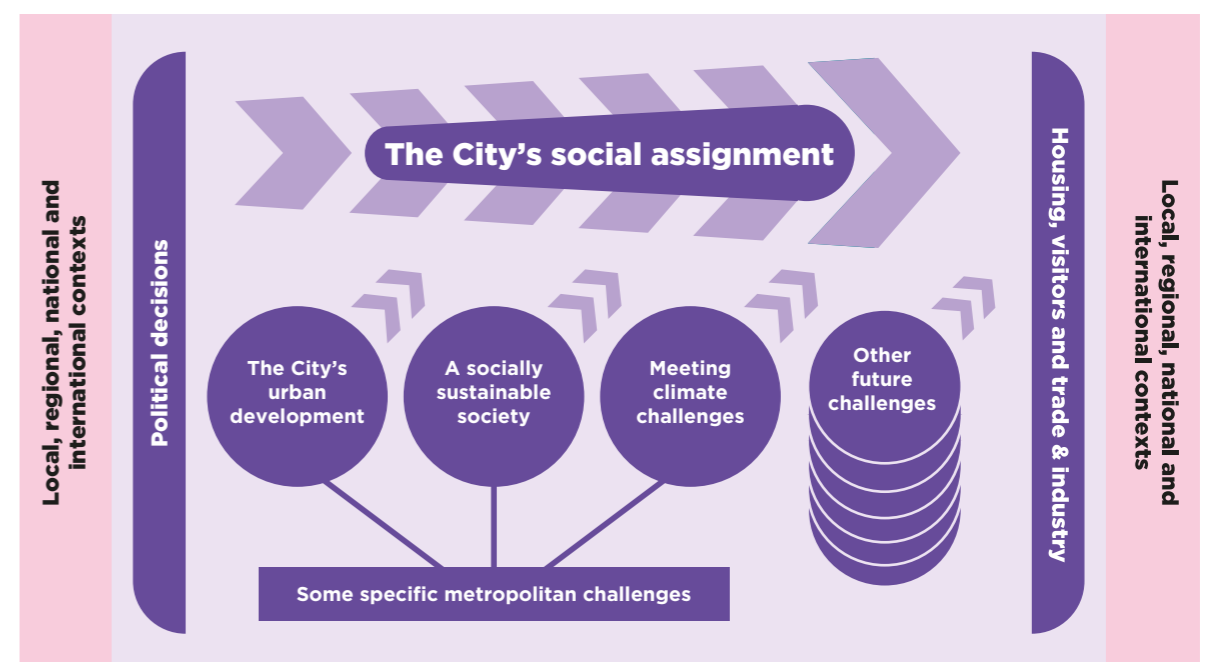 Local, regional, national and
international contexts
Political decisions
The City’s social assignment
The City’s
urban
development
A socially
sustainable
society
Meeting
climate
challenges
Other
future
challenges
Some specific metropolitan challenges
Housing, visitors and trade & industry
Local, regional, national and
international contexts